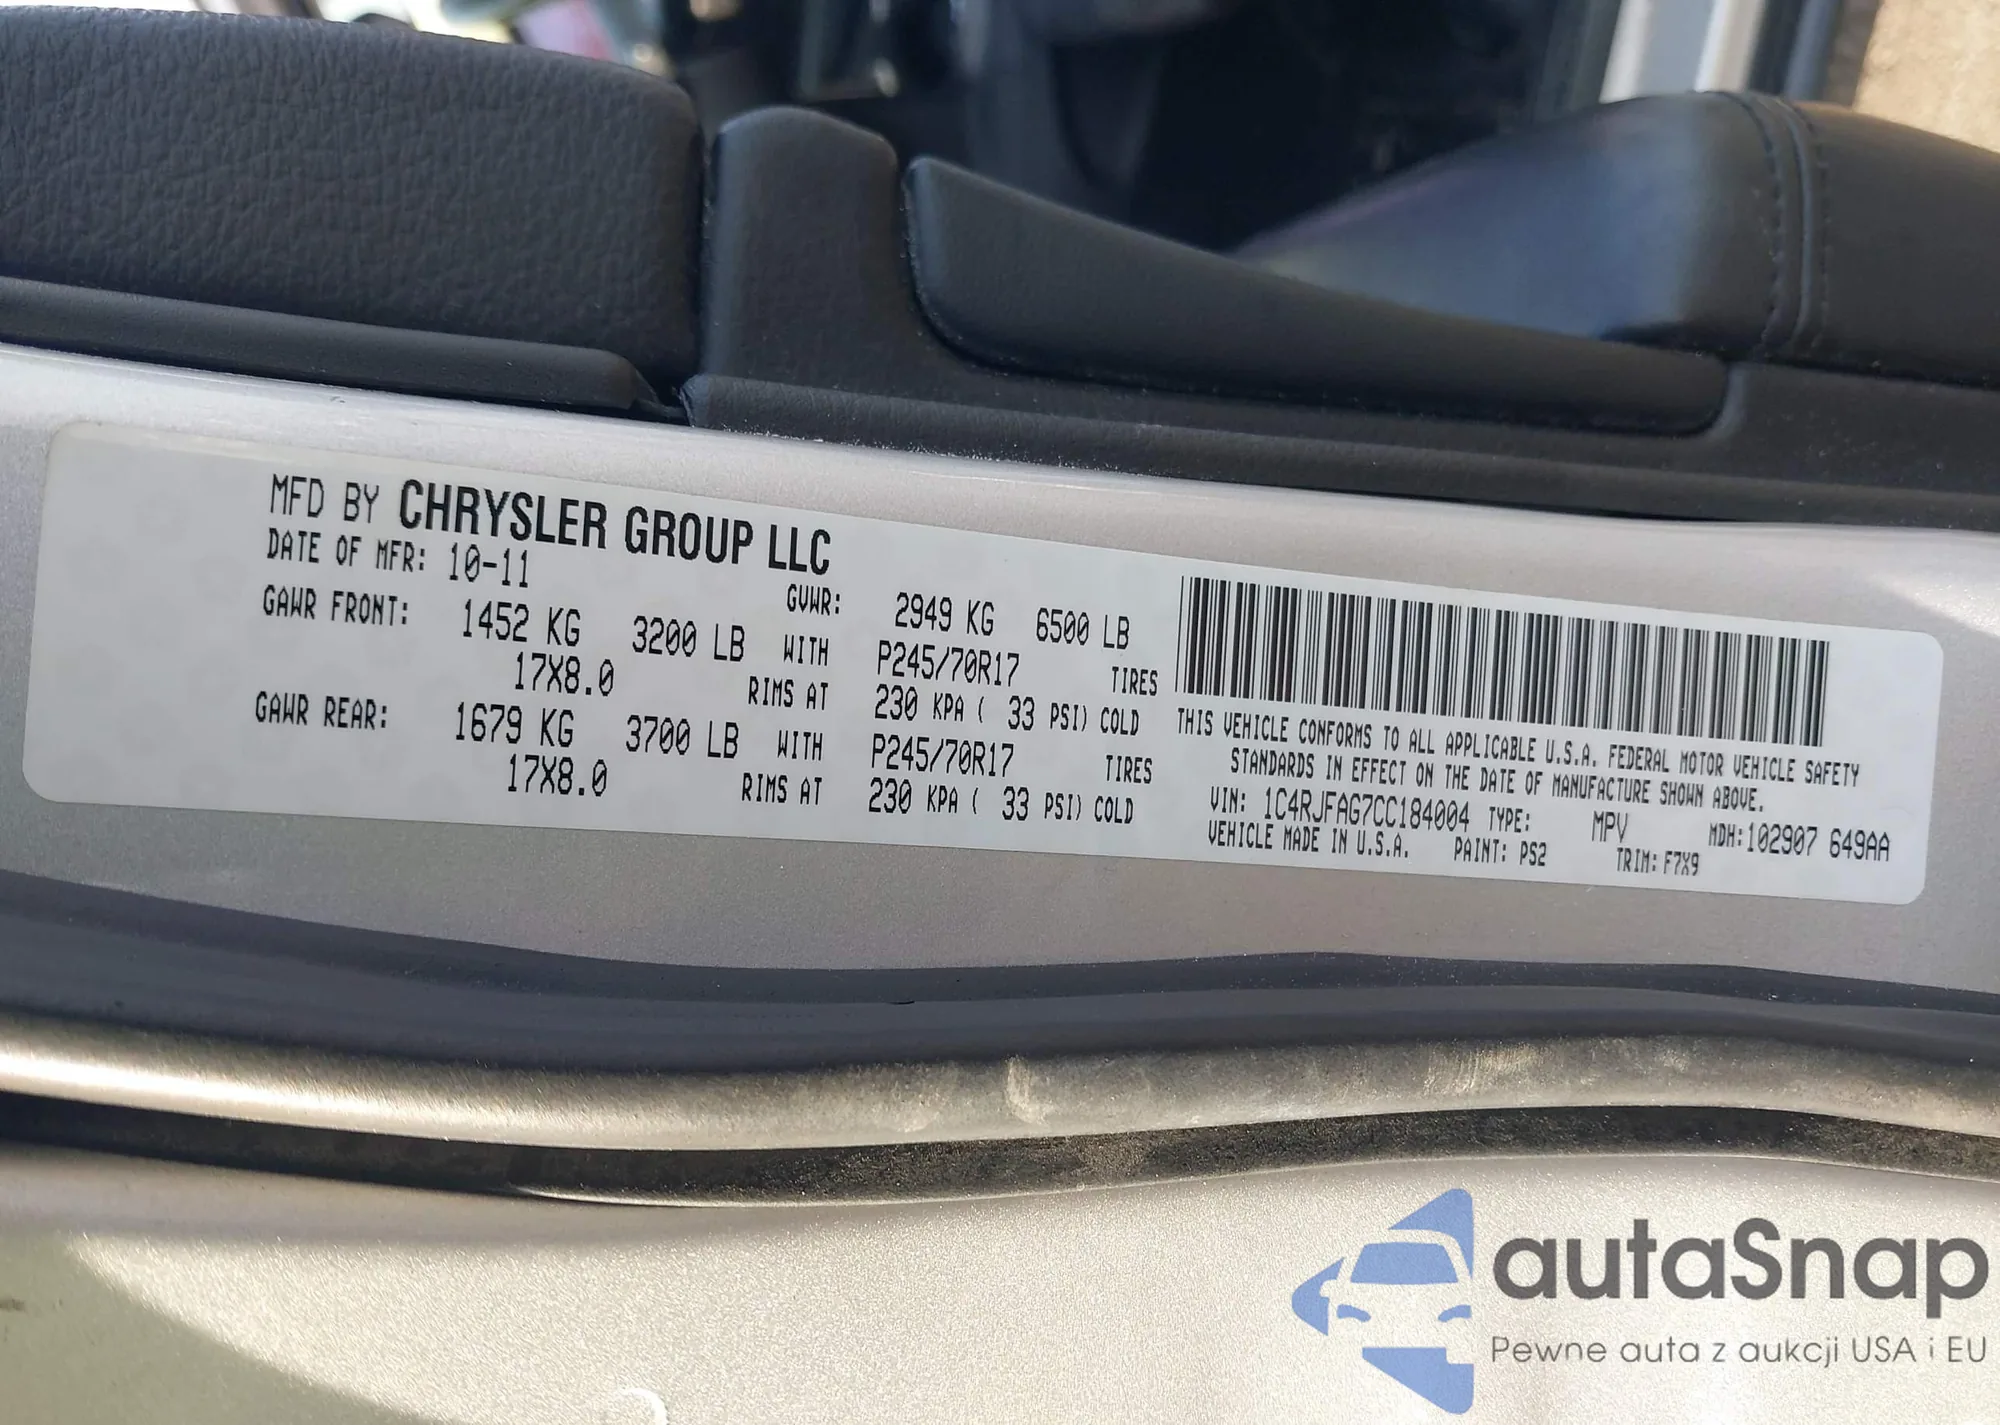 MFD BY CHRYSLER GROUP LLC
DATE OF MFR: 10-11 GVWR: 2949 KG 6500 LB
GAWR FRONT: 1452 KG 3200 LB WITH P245/70R17 TIRES
17X8.0 RIMS AT 230 KPA ( 33 PSI) COLD
GAWR REAR: 1679 KG 3700 LB WITH P245/70R17 TIRES
17X8.0 RIMS AT 230 KPA ( 33 PSI) COLD
THIS VEHICLE CONFORMS TO ALL APPLICABLE U.S.A. FEDERAL MOTOR VEHICLE SAFETY
STANDARDS IN EFFECT ON THE DATE OF MANUFACTURE SHOWN ABOVE.
VIN: 1C4RJFAG7CC184004 TYPE: MPV MDH:102907 649AA
VEHICLE MADE IN U.S.A. PAINT: PS2 TRIM: F7X9
autaSnap
Pewne auta z aukcji USA i EU